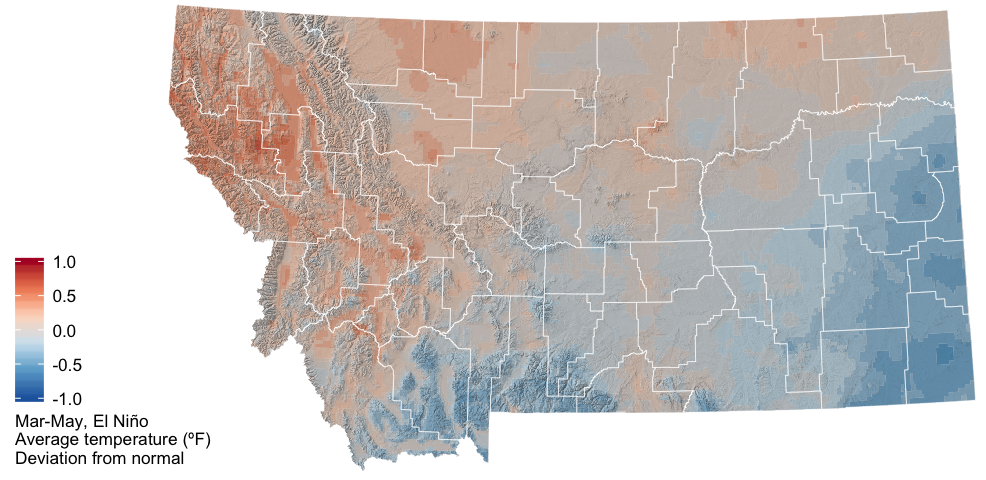 1.0
0.5
0.0
-0.5
-1.0
Mar-May, El Niño
Average temperature (ºF)
Deviation from normal